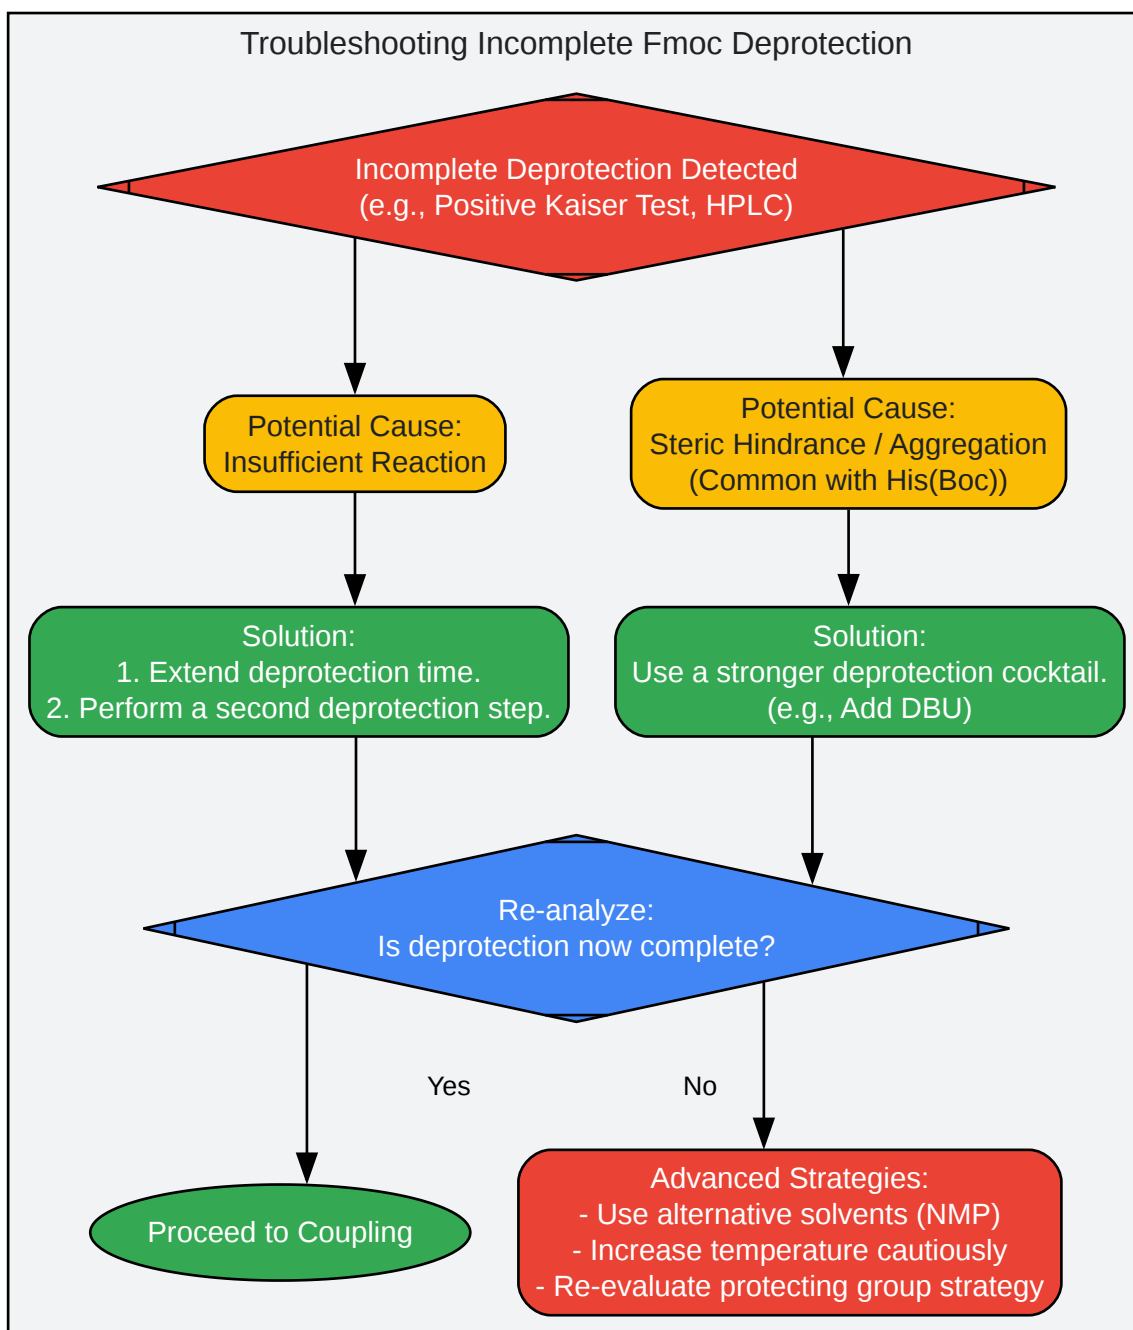 Troubleshooting Incomplete Fmoc Deprotection
Incomplete Deprotection Detected
(e.g., Positive Kaiser Test, HPLC)
Potential Cause:
Insufficient Reaction
Potential Cause:
Steric Hindrance / Aggregation
(Common with His(Boc))
Solution:
1. Extend deprotection time.
2. Perform a second deprotection step.
Solution:
Use a stronger deprotection cocktail.
(e.g., Add DBU)
Re-analyze:
Is deprotection now complete?
Yes
No
Proceed to Coupling
Advanced Strategies:
- Use alternative solvents (NMP)
- Increase temperature cautiously
- Re-evaluate protecting group strategy